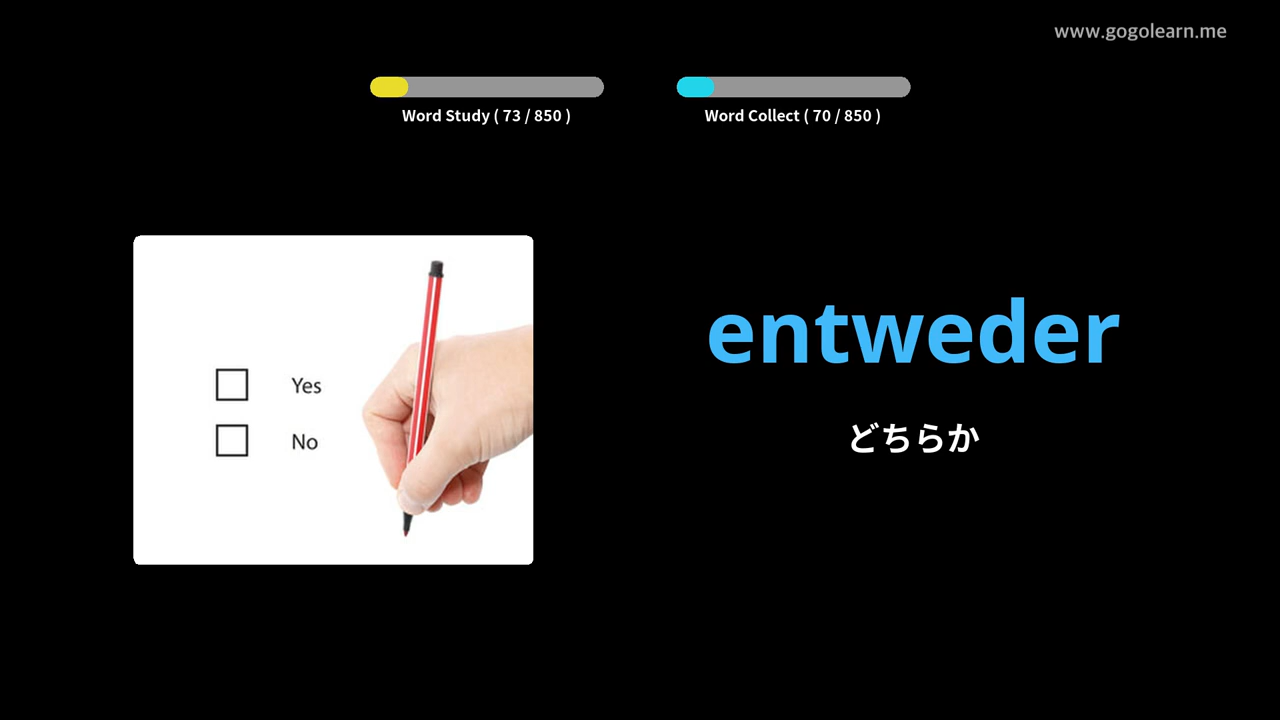 www.gogolearn.me
Word Study ( 73 / 850 )
Word Collect ( 70 / 850 )
Yes
No
entweder
どちらか